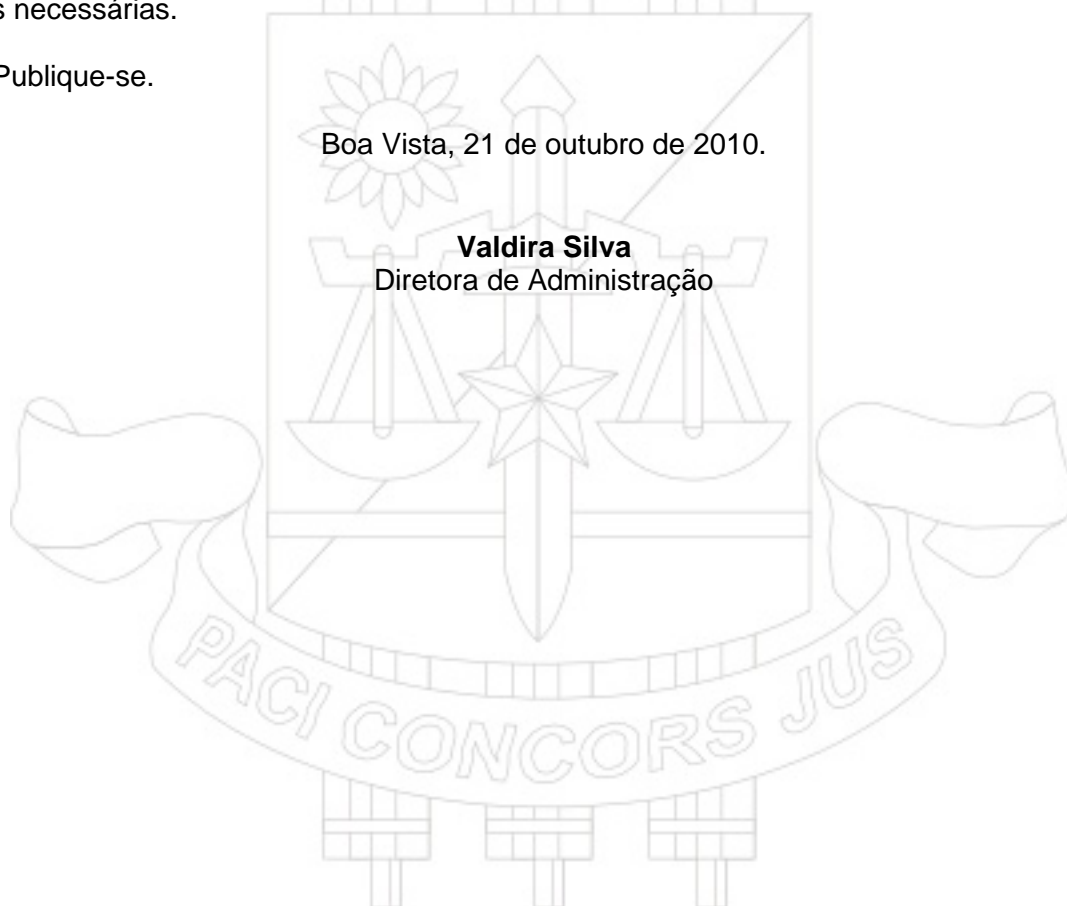 s necessárias.
Publique-se.
Boa Vista, 21 de outubro de 2010.
Valdira Silva
Diretora de Administração
PACI CONCORS JUS